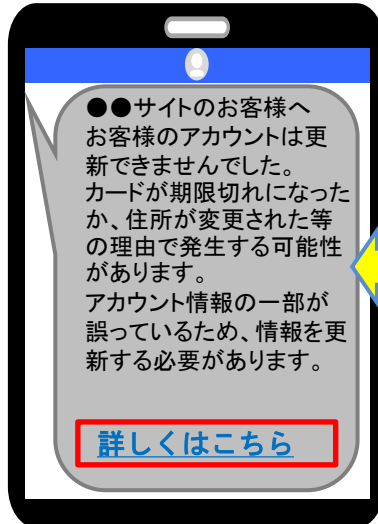 ●●サイトのお客様へ
お客様のアカウントは更
新できませんでした。
カードが期限切れになった
か、住所が変更された等
の理由で発生する可能性
があります。
アカウント情報の一部が
誤っているため、情報を更
新する必要があります。
詳しくはこちら